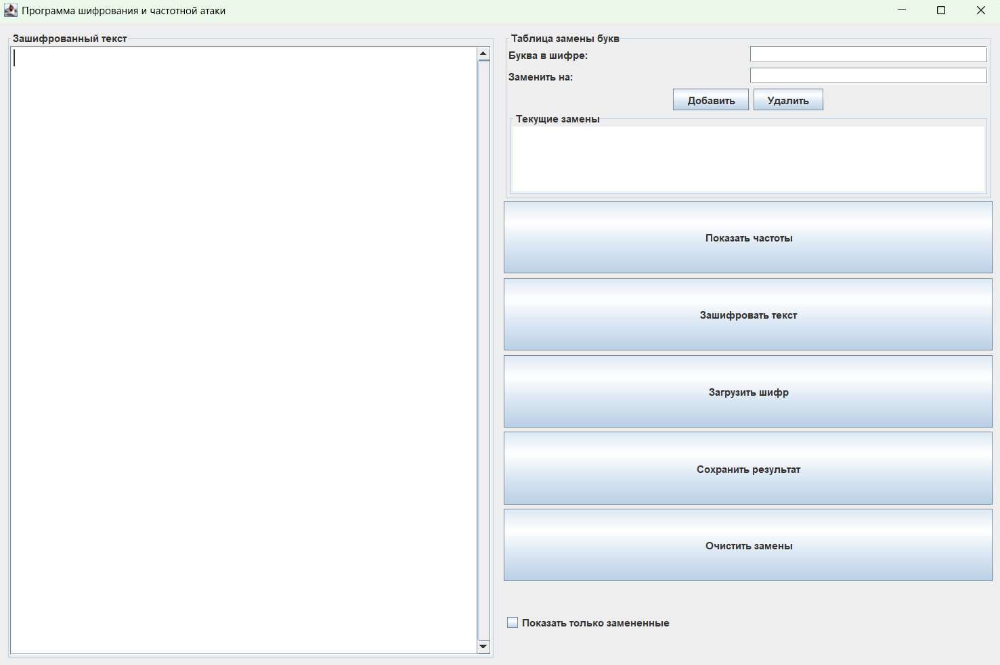 Программа шифрования и частотной атаки
Зашифрованный текст
Таблица замены букв
Буква в шифре:
Заменить на:
Добавить Удалить
Текущие замены
Показать частоты
Зашифровать текст
Загрузить шифр
Сохранить результат
Очистить замены
Показать только замененные